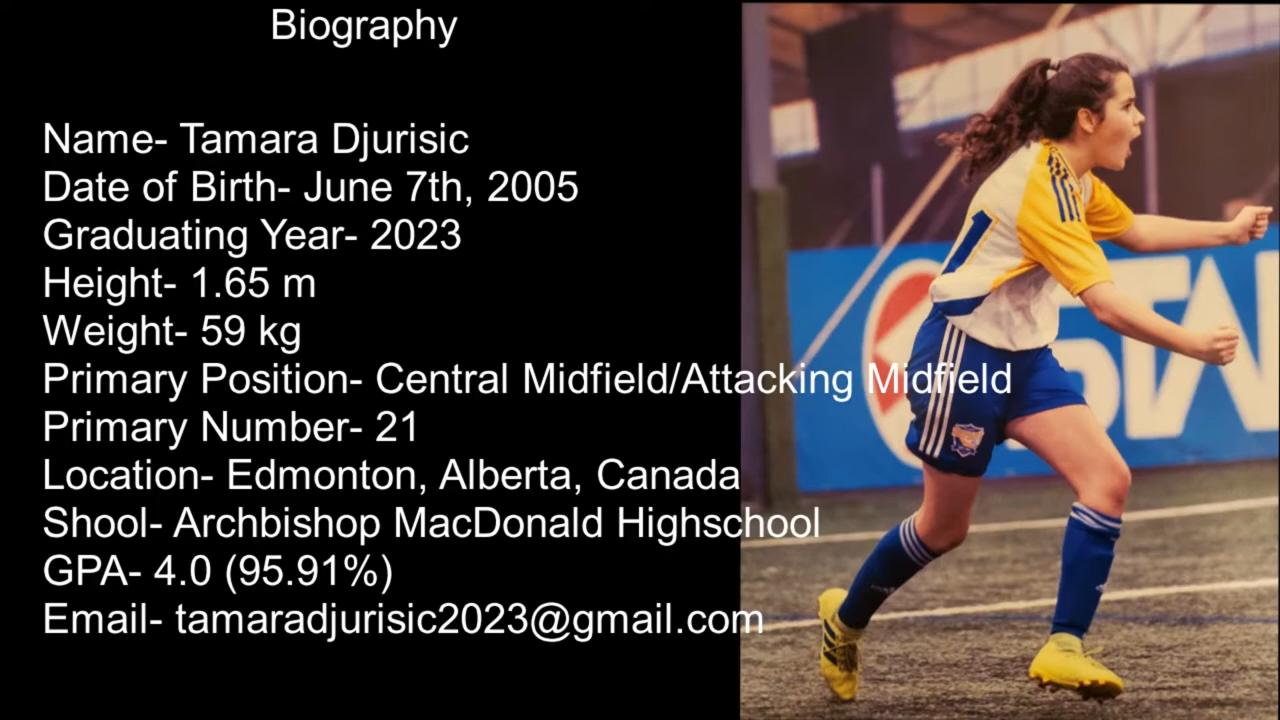 Biography
Name- Tamara Djurisic
Date of Birth- June 7th, 2005
Graduating Year- 2023
Height- 1.65 m
Weight- 59 kg
Primary Position- Central Midfield/Attacking Midfield
Primary Number- 21
Location- Edmonton, Alberta, Canada
Shool- Archbishop MacDonald Highschool
GPA- 4.0 (95.91%)
Email- tamaradjurisic2023@gmail.com
1
STA